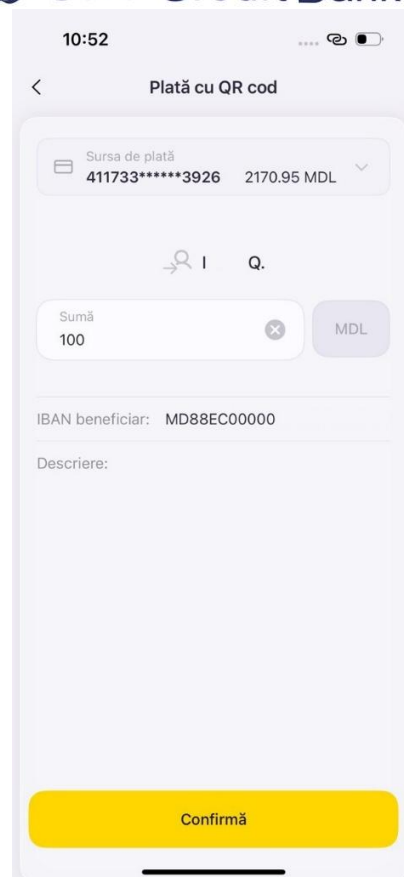 10:52
Plată cu QR cod
Sursa de plată
411733******3926 2170.95 MDL
I Q.
Sumă
100
MDL
IBAN beneficiar: MD88EC00000
Descriere:
Confirmă